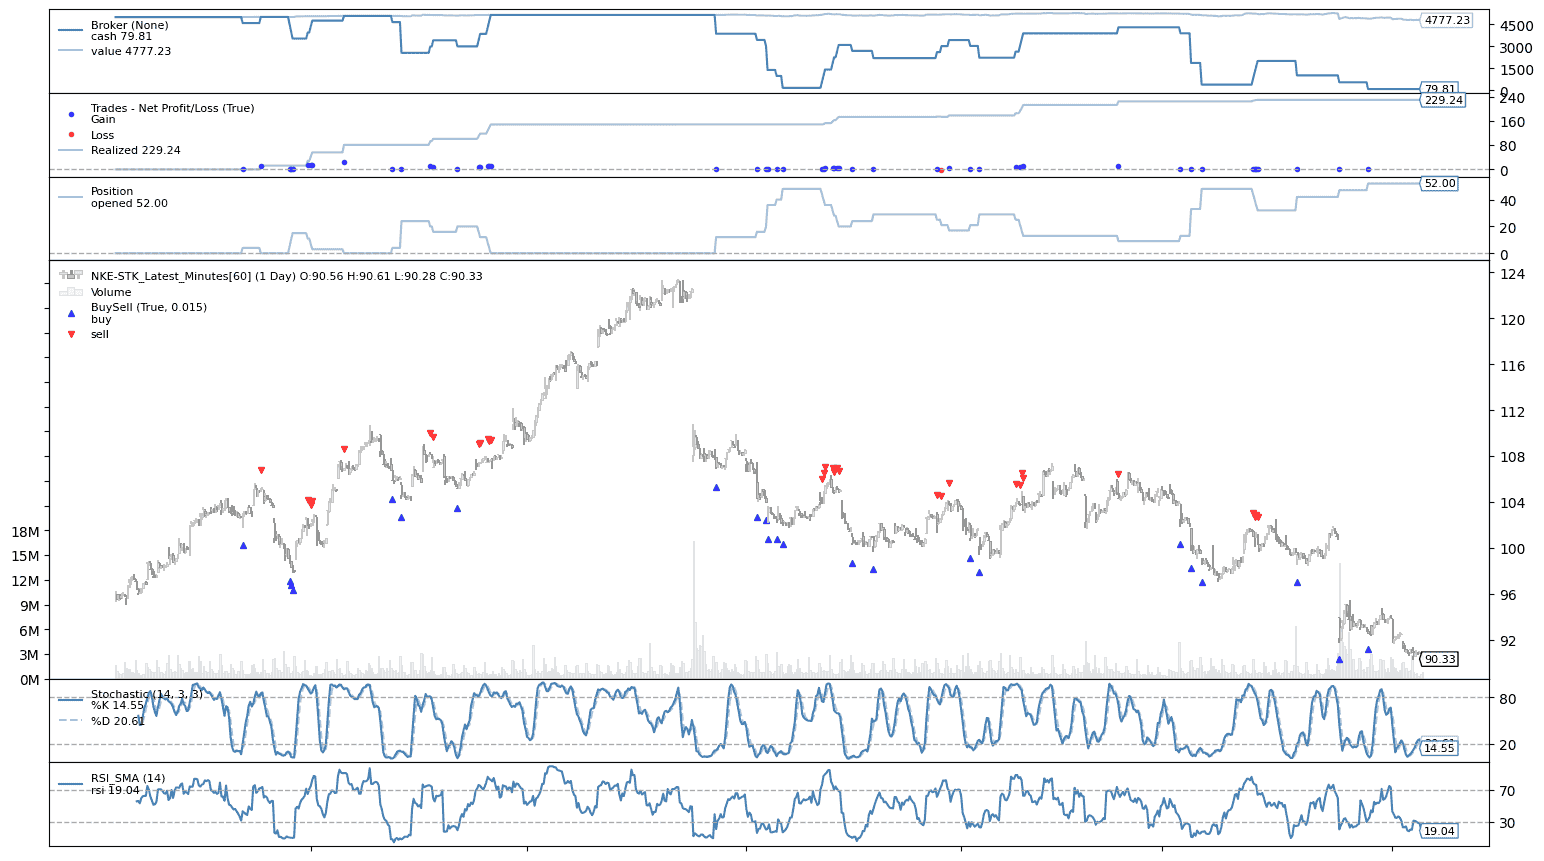 Broker (None)
cash 79.81
value 4777.23
4777.23
4500
3000
1500
0
79.81
Trades - Net Profit/Loss (True)
Gain
Loss
Realized 229.24
240
229.24
160
80
0
Position
opened 52.00
52.00
40
20
0
NKE-STK_Latest_Minutes[60] (1 Day) O:90.56 H:90.61 L:90.28 C:90.33
Volume
BuySell (True, 0.015)
buy
sell
124
120
116
112
108
104
100
96
92
90.33
18M
15M
12M
9M
6M
3M
0M
Stochastic (14, 3, 3)
%K 14.55
%D 20.61
80
20
14.55
RSI_SMA (14)
rsi 19.04
70
30
19.04